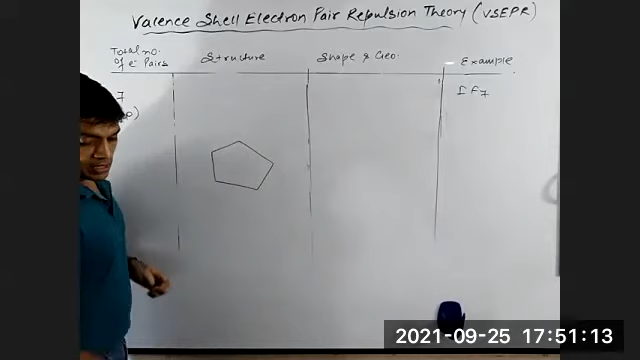 Valence Shell Electron Pair Repulsion Theory (VSEPR)
Total no. of e⁻ Pairs Structure Shape & Geo. Example
7 IF₇
p)
2021-09-25 17:51:13